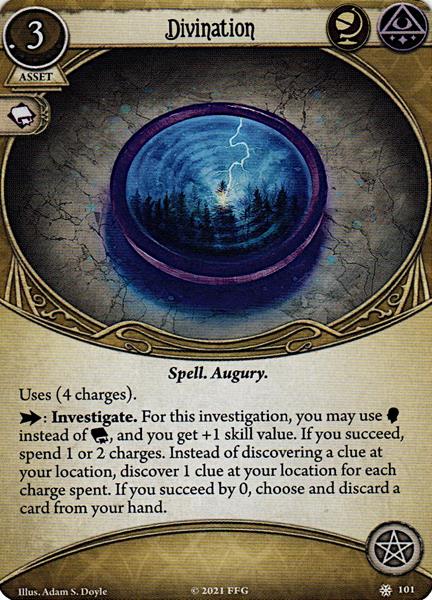 Divination
3
ASSET
Spell. Augury.
Uses (4 charges).
: Investigate. For this investigation, you may use
instead of , and you get +1 skill value. If you succeed,
spend 1 or 2 charges. Instead of discovering a clue at
your location, discover 1 clue at your location for each
charge spent. If you succeed by 0, choose and discard a
card from your hand.
Illus. Adam S. Doyle
© 2021 FFG
101